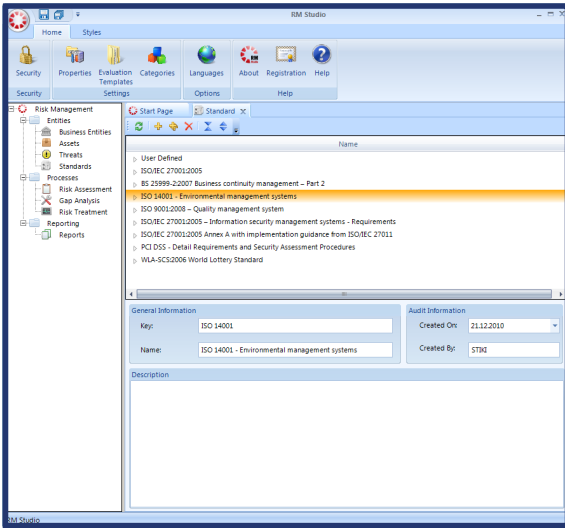 RM Studio
Home Styles
Security Properties Evaluation Templates Categories Languages About Registration Help
Security Settings Options Help
Risk Management
Entities
Business Entities
Assets
Threats
Standards
Processes
Risk Assessment
Gap Analysis
Risk Treatment
Reporting
Reports
Start Page Standard
Name
User Defined
ISO/IEC 27001:2005
BS 25999-2:2007 Business continuity management – Part 2
ISO 14001 - Environmental management systems
ISO 9001:2008 – Quality management system
ISO/IEC 27001:2005 – Information security management systems - Requirements
ISO/IEC 27001:2005 Annex A with implementation guidance from ISO/IEC 27011
PCI DSS - Detail Requirements and Security Assessment Procedures
WLA-SCS:2006 World Lottery Standard
General Information
Key: ISO 14001
Name: ISO 14001 - Environmental management systems
Audit Information
Created On: 21.12.2010
Created By: STIKI
Description
RM Studio